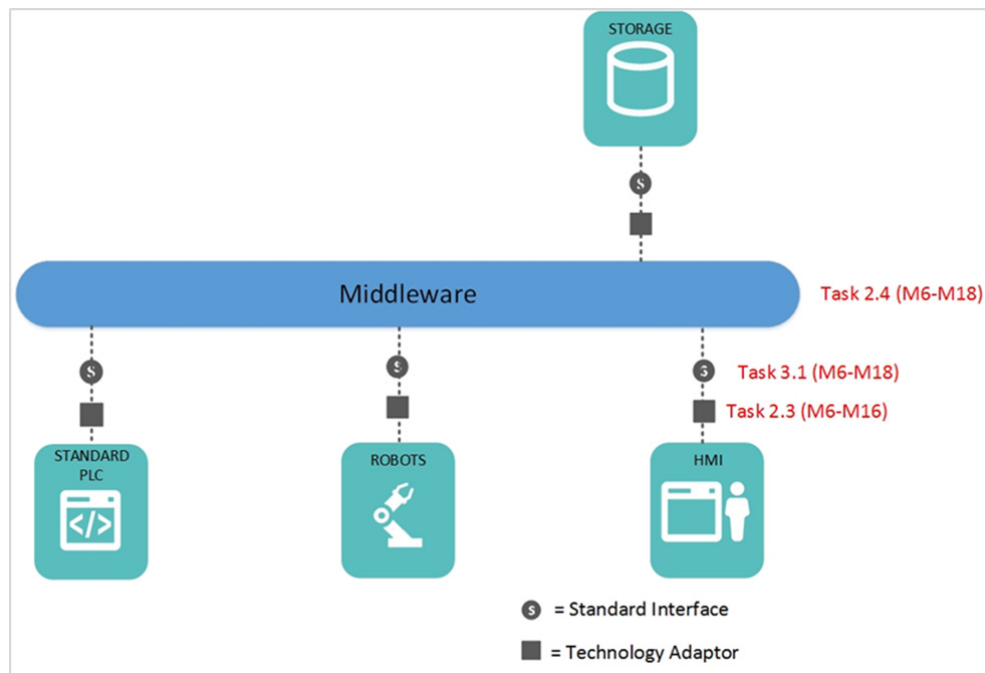 STORAGE
S
Middleware
Task 2.4 (M6-M18)
S
S
S
Task 3.1 (M6-M18)
Task 2.3 (M6-M16)
STANDARD
PLC
</>
ROBOTS
HMI
S = Standard Interface
= Technology Adaptor